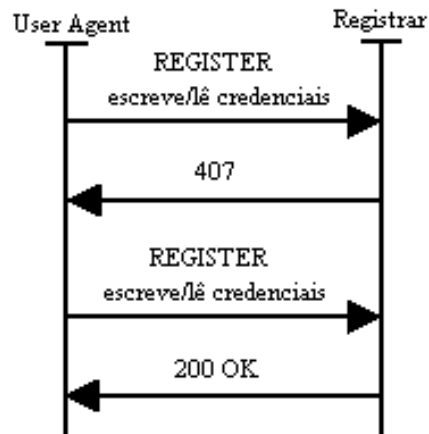 User Agent
Registrar
REGISTER
escreve/lê credenciais
407
REGISTER
escreve/lê credenciais
200 OK